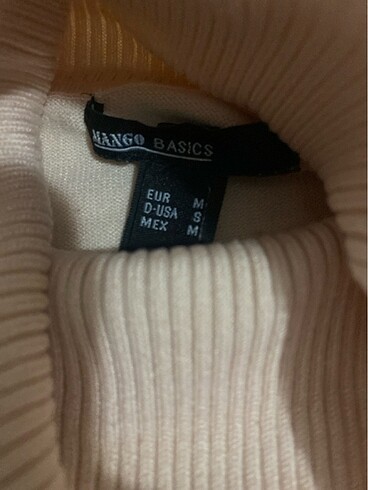 MANGO BASICS
EUR M
D-USA S
MEX M